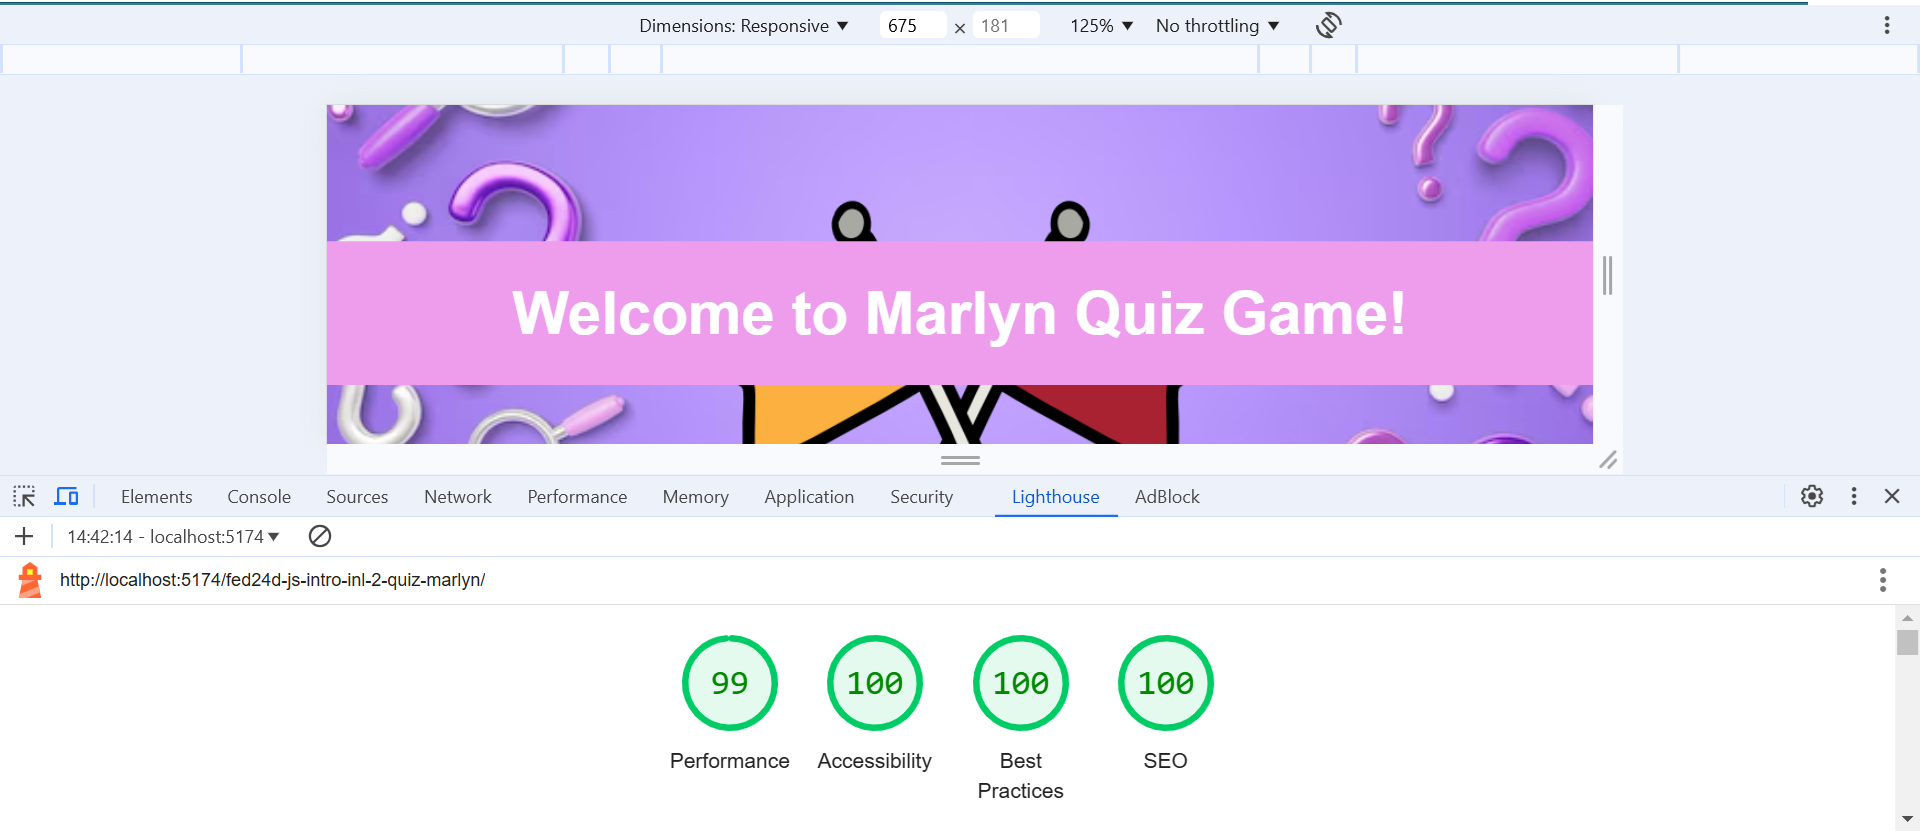 Dimensions: Responsive ▼ 675 × 181 125% ▼ No throttling ▼
Welcome to Marlyn Quiz Game!
Elements Console Sources Network Performance Memory Application Security Lighthouse AdBlock
14:42:14 - localhost:5174 ▼
http://localhost:5174/fed24d-js-intro-inl-2-quiz-marlyn/
99 100 100 100
Performance Accessibility Best Practices SEO